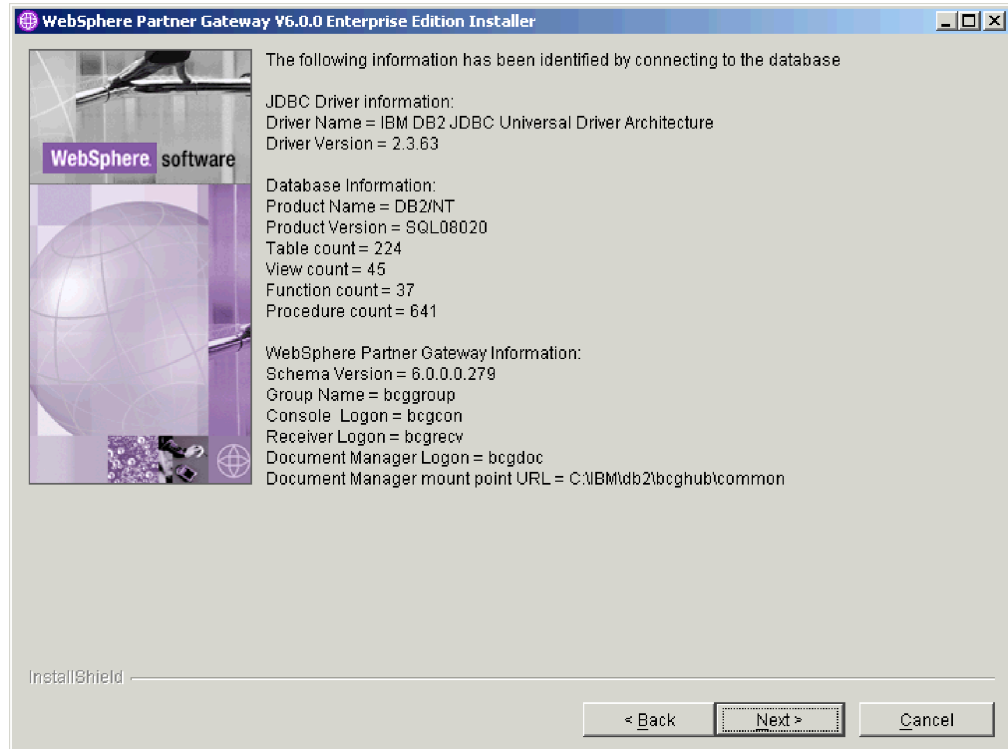 WebSphere Partner Gateway V6.0.0 Enterprise Edition Installer
The following information has been identified by connecting to the database
JDBC Driver information:
Driver Name = IBM DB2 JDBC Universal Driver Architecture
Driver Version = 2.3.63
WebSphere. software
Database Information:
Product Name = DB2/NT
Product Version = SQL08020
Table count = 224
View count = 45
Function count = 37
Procedure count = 641
WebSphere Partner Gateway Information:
Schema Version = 6.0.0.0.279
Group Name = bcggroup
Console Logon = bcgcon
Receiver Logon = bcgrecv
Document Manager Logon = bcgdoc
Document Manager mount point URL = C:\IBM\db2\bcghub\common
InstallShield
< Back
Next >
Cancel